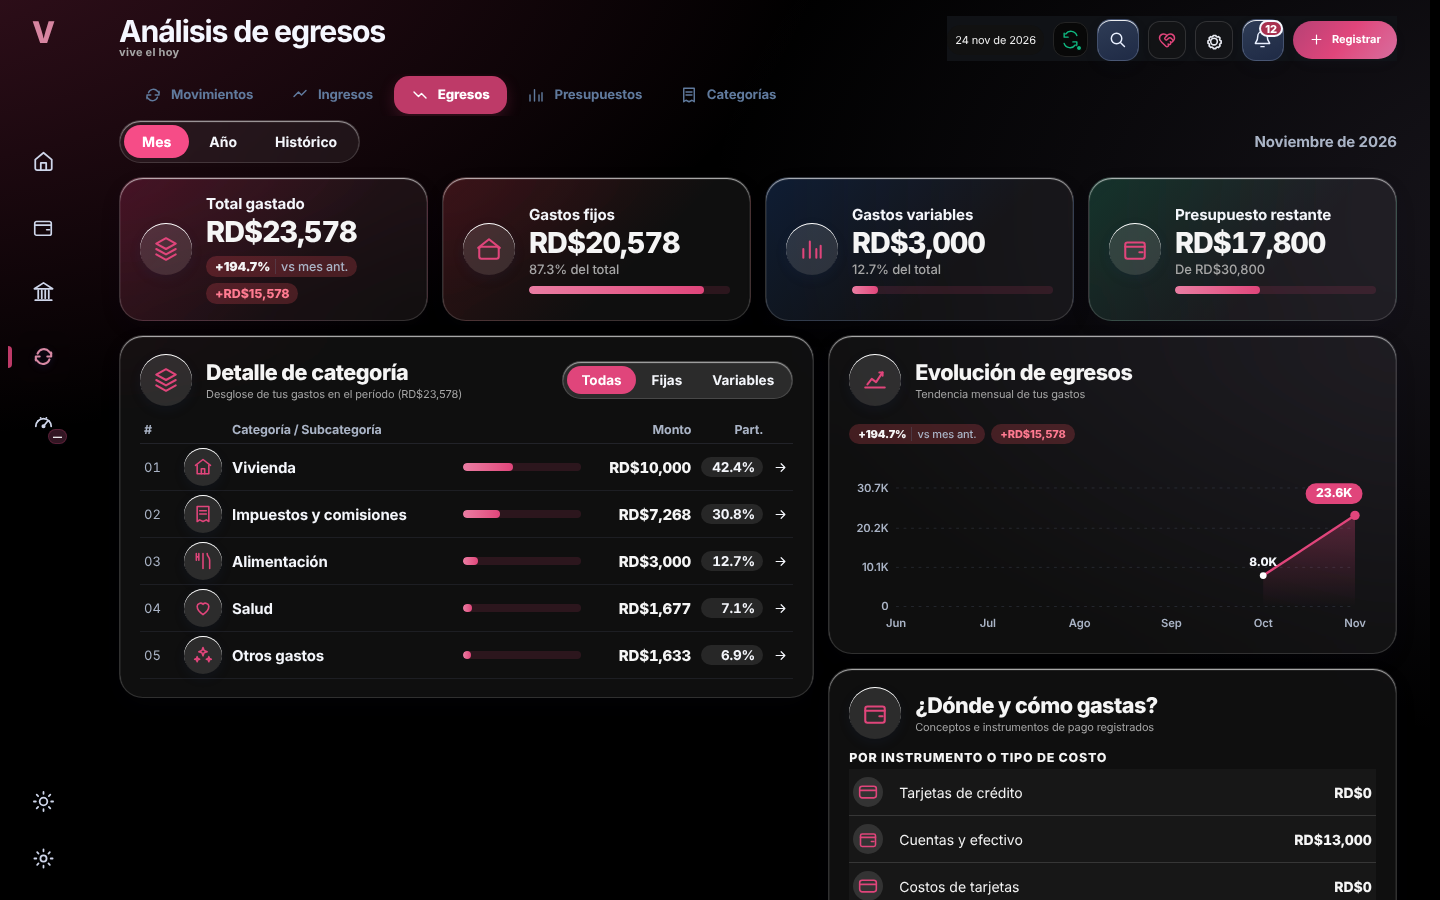 V
Análisis de egresos
vive el hoy
24 nov de 2026
12
Registrar
Movimientos
Ingresos
Egresos
Presupuestos
Categorías
Mes
Año
Histórico
Noviembre de 2026
Total gastado
RD$23,578
+194.7% vs mes ant.
+RD$15,578
Gastos fijos
RD$20,578
87.3% del total
Gastos variables
RD$3,000
12.7% del total
Presupuesto restante
RD$17,800
De RD$30,800
Detalle de categoría
Desglose de tus gastos en el período (RD$23,578)
Todas
Fijas
Variables
# Categoría / Subcategoría Monto Part.
01 Vivienda RD$10,000 42.4% →
02 Impuestos y comisiones RD$7,268 30.8% →
03 Alimentación RD$3,000 12.7% →
04 Salud RD$1,677 7.1% →
05 Otros gastos RD$1,633 6.9% →
Evolución de egresos
Tendencia mensual de tus gastos
+194.7% vs mes ant. +RD$15,578
30.7K
20.2K
10.1K
0
23.6K
8.0K
Jun Jul Ago Sep Oct Nov
¿Dónde y cómo gastas?
Conceptos e instrumentos de pago registrados
POR INSTRUMENTO O TIPO DE COSTO
Tarjetas de crédito RD$0
Cuentas y efectivo RD$13,000
Costos de tarjetas RD$0